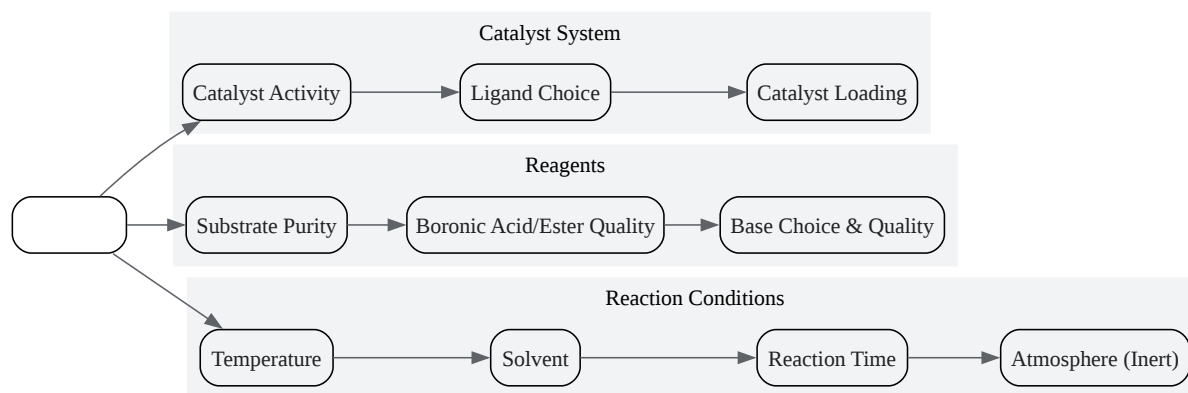 Catalyst System
Catalyst Activity
Ligand Choice
Catalyst Loading
Reagents
Substrate Purity
Boronic Acid/Ester Quality
Base Choice & Quality
Reaction Conditions
Temperature
Solvent
Reaction Time
Atmosphere (Inert)